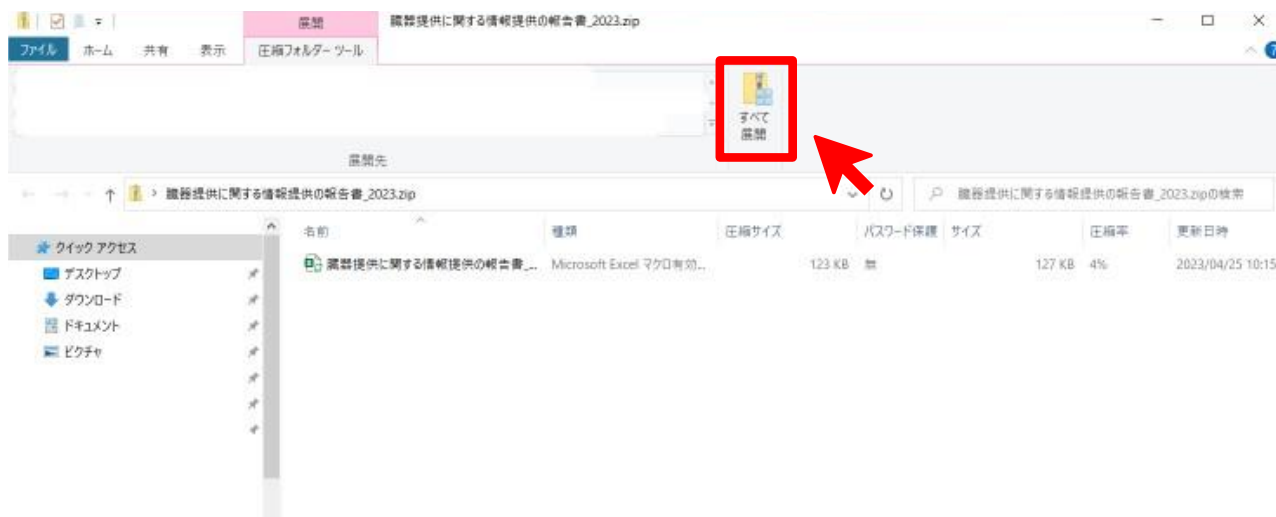 展開
臓器提供に関する情報提供の報告書_2023.zip
ファイル ホーム 共有 表示 圧縮フォルダー ツール
すべて
展開
展開先
臓器提供に関する情報提供の報告書_2023.zip
臓器提供に関する情報提供の報告書_2023.zipの検索
名前 種類 圧縮サイズ パスワード保護 サイズ 圧縮率 更新日時
臓器提供に関する情報提供の報告書_... Microsoft Excel マクロ有効... 123 KB 無 127 KB 4% 2023/04/25 10:15
クイック アクセス
デスクトップ
ダウンロード
ドキュメント
ピクチャ